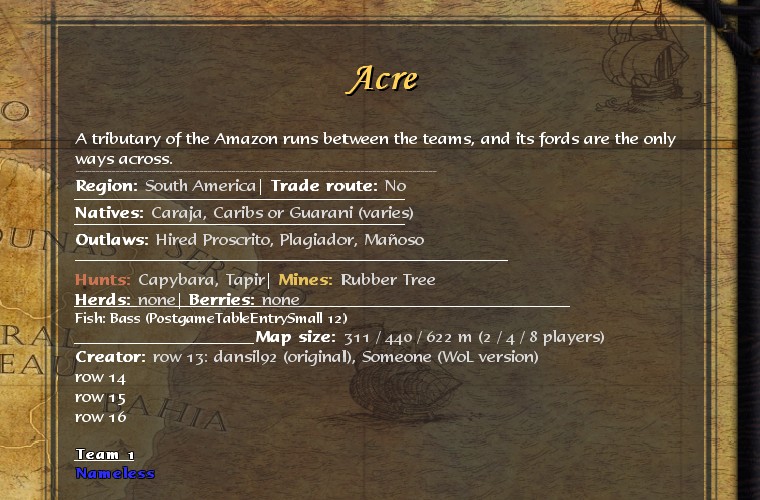 Acre
A tributary of the Amazon runs between the teams, and its fords are the only
ways across.
Region: South America| Trade route: No
Natives: Caraja, Caribs or Guarani (varies)
Outlaws: Hired Proscrito, Plagiador, Mañoso
Hunts: Capybara, Tapir| Mines: Rubber Tree
Herds: none| Berries: none
Fish: Bass (PostgameTableEntrySmall 12)
Map size: 311 / 440 / 622 m (2 / 4 / 8 players)
Creator: row 13: dansil92 (original), Someone (WoL version)
row 14
row 15
row 16
Team 1
Nameless
BAHIA